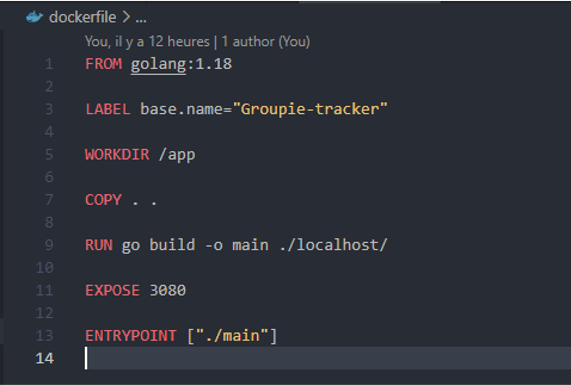 dockerfile > ...
You, il y a 12 heures | 1 author (You)
1 FROM golang:1.18
2
3 LABEL base.name="Groupie-tracker"
4
5 WORKDIR /app
6
7 COPY . .
8
9 RUN go build -o main ./localhost/
10
11 EXPOSE 3080
12
13 ENTRYPOINT ["./main"]
14